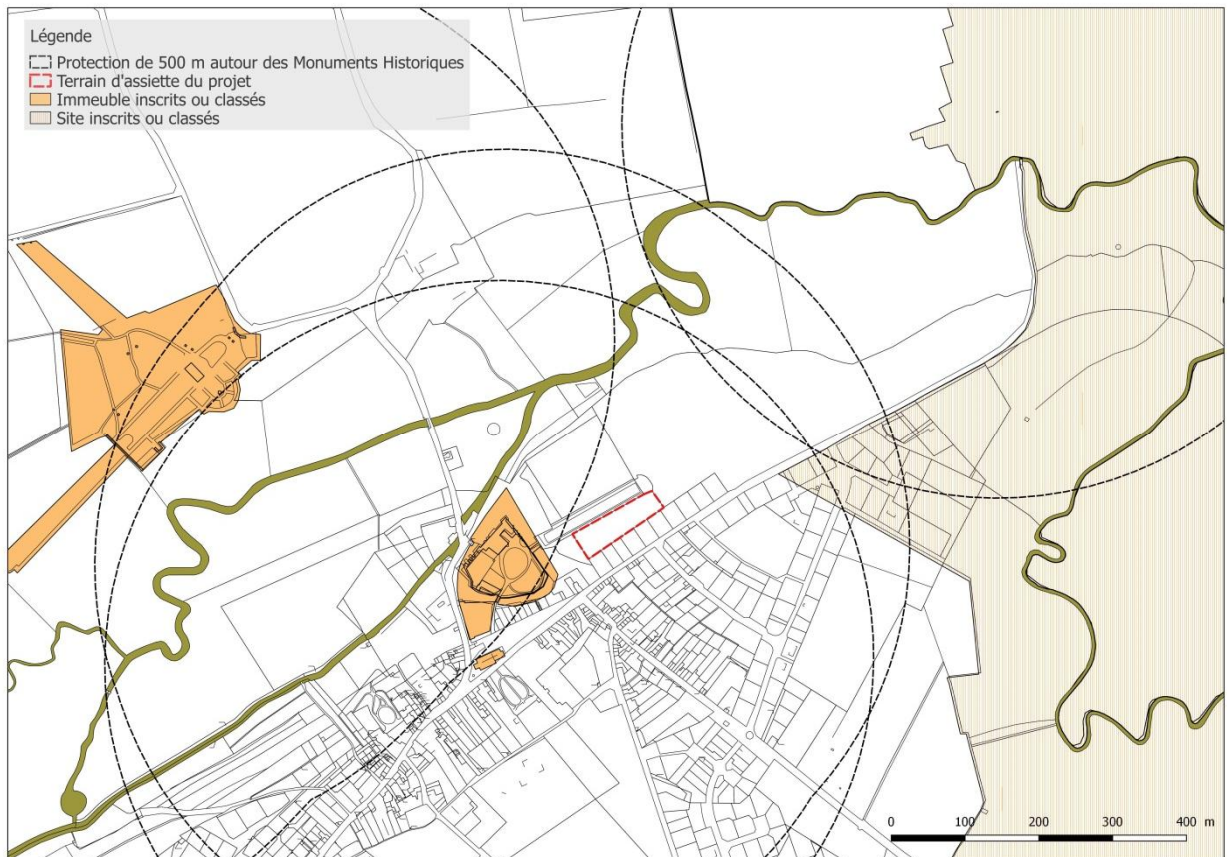 Légende
Protection de 500 m autour des Monuments Historiques
Terrain d'assiette du projet
Immeuble inscrits ou classés
Site inscrits ou classés
0 100 200 300 400 m